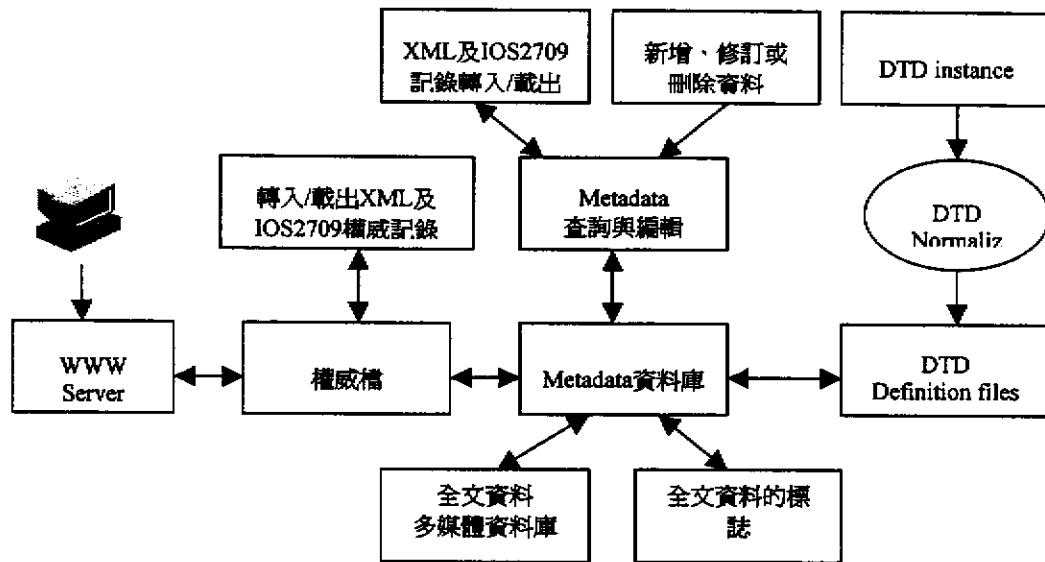 XML及IOS2709
記錄轉入/載出
新增、修訂或
刪除資料
DTD instance
轉入/載出XML及
IOS2709權威記錄
Metadata
查詢與編輯
DTD
Normaliz
WWW
Server
權威檔
Metadata資料庫
DTD
Definition files
全文資料
多媒體資料庫
全文資料的標
誌